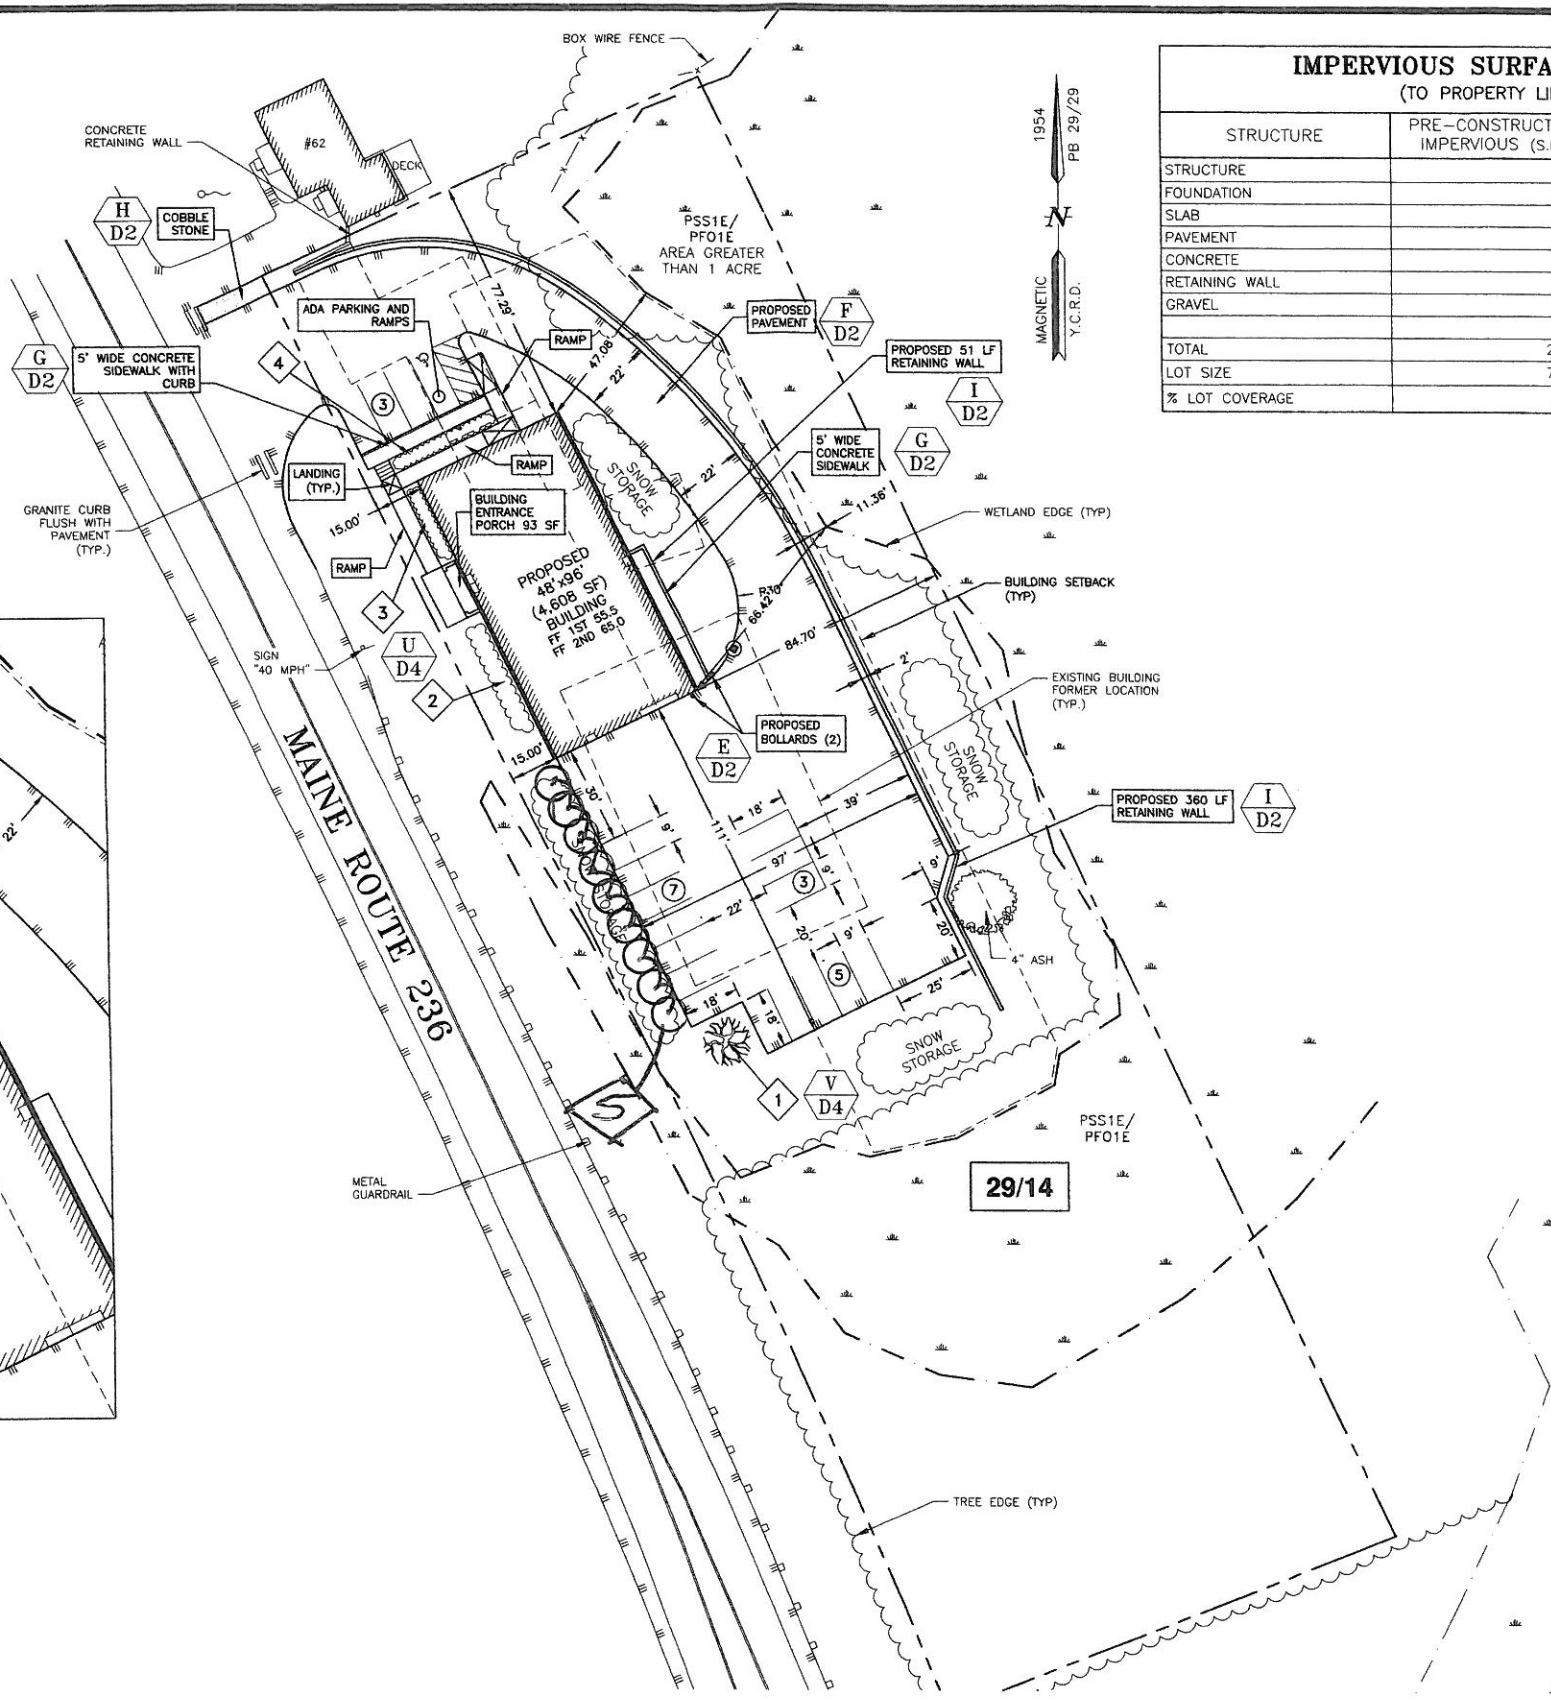 BOX WIRE FENCE
CONCRETE
RETAINING WALL
#62
DECK
H
D2
COBBLE
STONE
1954
PB 29/29
N
MAGNETIC
Y.C.R.D.
IMPERVIOUS SURFA
(TO PROPERTY LI
STRUCTURE
PRE-CONSTRUCT
IMPERVIOUS (S.
STRUCTURE
FOUNDATION
SLAB
PAVEMENT
CONCRETE
RETAINING WALL
GRAVEL
TOTAL
2
LOT SIZE
7
% LOT COVERAGE
PSS1E/
PFO1E
AREA GREATER
THAN 1 ACRE
77.29'
ADA PARKING AND
RAMPS
RAMP
47.08'
22'
PROPOSED
PAVEMENT
F
D2
G
D2
5' WIDE CONCRETE
SIDEWALK WITH
CURB
4
3
PROPOSED 51 LF
RETAINING WALL
I
D2
5' WIDE
CONCRETE
SIDEWALK
G
D2
LANDING
(TYP.)
RAMP
SNOW
STORAGE
22'
BUILDING
ENTRANCE
PORCH 93 SF
15.00'
11.36'
WETLAND EDGE (TYP)
GRANITE CURB
FLUSH WITH
PAVEMENT
(TYP.)
RAMP
3
PROPOSED
48'x96'
(4,608 SF)
BUILDING
FF 1ST 55.5
FF 2ND 65.0
R30'
66.42'
BUILDING SETBACK
(TYP)
84.70'
SIGN
"40 MPH"
U
D4
2
2'
EXISTING BUILDING
FORMER LOCATION
(TYP.)
PROPOSED
BOLLARDS (2)
E
D2
15.00'
SNOW
STORAGE
MAINE ROUTE 236
30'
9'
111'
18'
39'
97'
PROPOSED 360 LF
RETAINING WALL
I
D2
SNOW STORAGE
7
3
9'
9'
22'
20'
9'
20'
5
4" ASH
25'
18'
18'
SNOW
STORAGE
1
V
D4
5
PSS1E/
PFO1E
METAL
GUARDRAIL
29/14
TREE EDGE (TYP)
22'